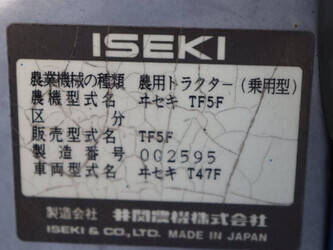 ISEKI
農業機械の種類 農用トラクター(乗用型)
農機型式名 ヰセキ TF5F
区分
販売型式名 TF5F
製造番号 002595
車両型式名 ヰセキ T47F
製造会社 井関農機株式会社
ISEKI & CO., LTD. MADE IN JAPAN